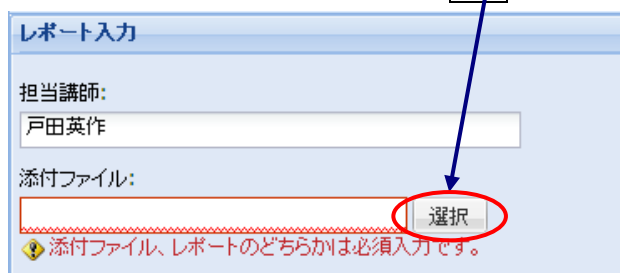 レポート入力
担当講師:
戸田英作
添付ファイル:
選択
添付ファイル、レポートのどちらかは必須入力です。